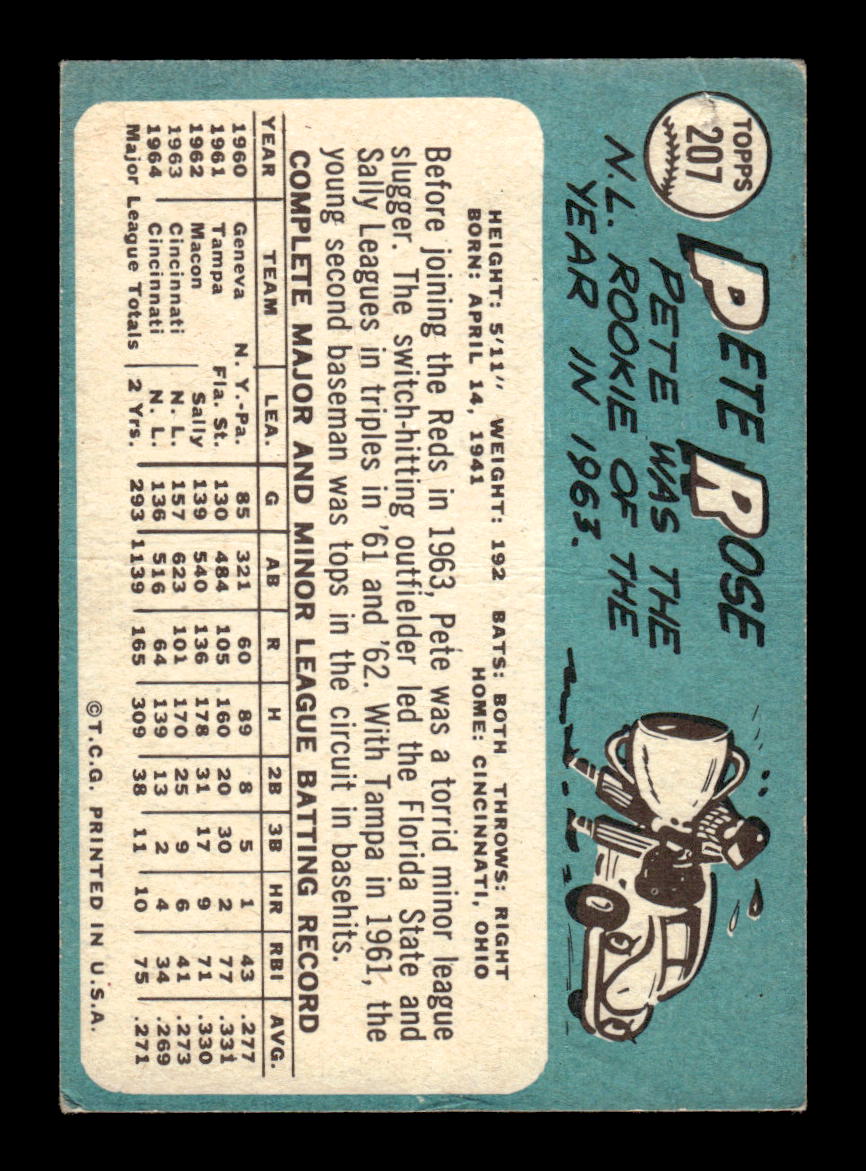 TOPPS
207
PETE ROSE
PETE WAS THE
N.L. ROOKIE OF THE
YEAR IN 1963.
HEIGHT: 5'11" WEIGHT: 192 BATS: BOTH THROWS: RIGHT
BORN: APRIL 14, 1941 HOME: CINCINNATI, OHIO
Before joining the Reds in 1963, Pete was a torrid minor league
slugger. The switch-hitting outfielder led the Florida State and
Sally Leagues in triples in '61 and '62. With Tampa in 1961, the
young second baseman was tops in the circuit in basehits.
COMPLETE MAJOR AND MINOR LEAGUE BATTING RECORD
YEAR TEAM LEA. G AB R H 2B 3B HR RBI AVG.
1960 Geneva N. Y.-Pa. 85 321 60 89 8 5 1 43 .277
1961 Tampa Fla. St. 130 484 105 160 20 30 2 77 .331
1962 Macon Sally 139 540 136 178 31 17 9 71 .330
1963 Cincinnati N. L. 157 623 101 170 25 9 6 41 .273
1964 Cincinnati N. L. 136 516 64 139 13 2 4 34 .269
Major League Totals 2 Yrs. 293 1139 165 309 38 11 10 75 .271
©T.C.G. PRINTED IN U.S.A.